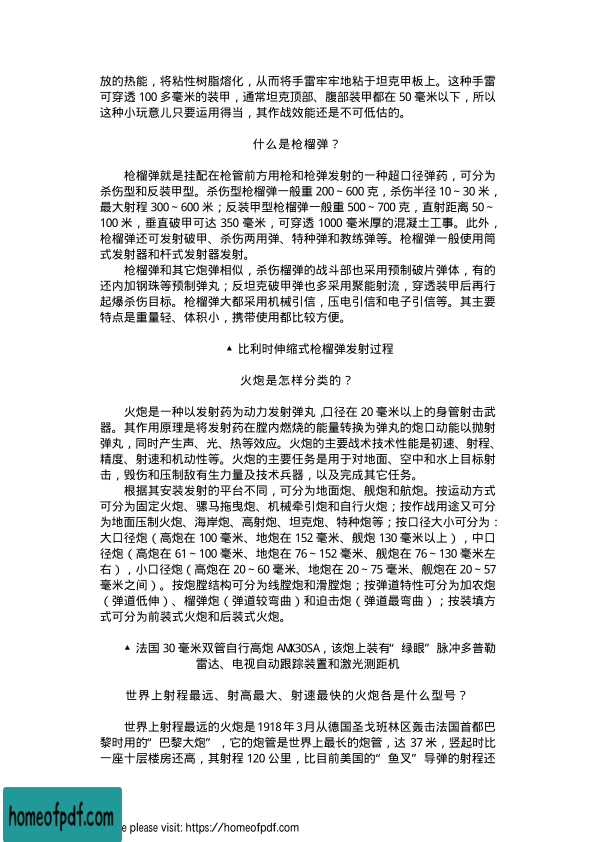 放的热能，将粘性树脂熔化，从而将手雷牢牢地粘于坦克甲板上。这种手雷
可穿透 100 多毫米的装甲，通常坦克顶部、腹部装甲都在 50 毫米以下，所以
这种小玩意儿只要运用得当，其作战效能还是不可低估的。
什么是枪榴弹？
枪榴弹就是挂配在枪管前方用枪和枪弹发射的一种超口径弹药，可分为
杀伤型和反装甲型。杀伤型枪榴弹一般重 200～600 克，杀伤半径 10～30 米，
最大射程 300～600 米；反装甲型枪榴弹一般重 500～700 克，直射距离 50～
100 米，垂直破甲可达 350 毫米，可穿透 1000 毫米厚的混凝土工事。此外，
枪榴弹还可发射破甲、杀伤两用弹、特种弹和教练弹等。枪榴弹一般使用筒
式发射器和杆式发射器发射。
枪榴弹和其它炮弹相似，杀伤榴弹的战斗部也采用预制破片弹体，有的
还内加钢珠等预制弹丸；反坦克破甲弹也多采用聚能射流，穿透装甲后再行
起爆杀伤目标。枪榴弹大都采用机械引信，压电引信和电子引信等。其主要
特点是重量轻、体积小，携带使用都比较方便。
▲ 比利时伸缩式枪榴弹发射过程
火炮是怎样分类的？
火炮是一种以发射药为动力发射弹丸，口径在 20 毫米以上的身管射击武
器。其作用原理是将发射药在膛内燃烧的能量转换为弹丸的炮口动能以抛射
弹丸，同时产生声、光、热等效应。火炮的主要战术技术性能是初速、射程、
精度、射速和机动性等。火炮的主要任务是用于对地面、空中和水上目标射
击，毁伤和压制敌有生力量及技术兵器，以及完成其它任务。
根据其安装发射的平台不同，可分为地面炮、舰炮和航炮。按运动方式
可分为固定火炮、骡马拖曳炮、机械牵引炮和自行火炮；按作战用途又可分
为地面压制火炮、海岸炮、高射炮、坦克炮、特种炮等；按口径大小可分为：
大口径炮（高炮在 100 毫米、地炮在 152 毫米、舰炮 130 毫米以上），中口
径炮（高炮在 61～100 毫米、地炮在 76～152 毫米、舰炮在 76～130 毫米左
右），小口径炮（高炮在 20～60 毫米、地炮在 20～75 毫米、舰炮在 20～57
毫米之间）。按炮膛结构可分为线膛炮和滑膛炮；按弹道特性可分为加农炮
（弹道低伸）、榴弹炮（弹道较弯曲）和迫击炮（弹道最弯曲）；按装填方
式可分为前装式火炮和后装式火炮。
▲ 法国 30 毫米双管自行高炮 AMX30SA，该炮上装有“绿眼”脉冲多普勒
雷达、电视自动跟踪装置和激光测距机
世界上射程最远、射高最大、射速最快的火炮各是什么型号？
世界上射程最远的火炮是 1918 年 3 月从德国圣戈班林区轰击法国首都巴
黎时用的“巴黎大炮”，它的炮管是世界上最长的炮管，达 37 米，竖起时比
一座十层楼房还高，其射程 120 公里，比目前美国的“鱼叉”导弹的射程还
homeofpdf.com
e please visit: https://homeofpdf.com